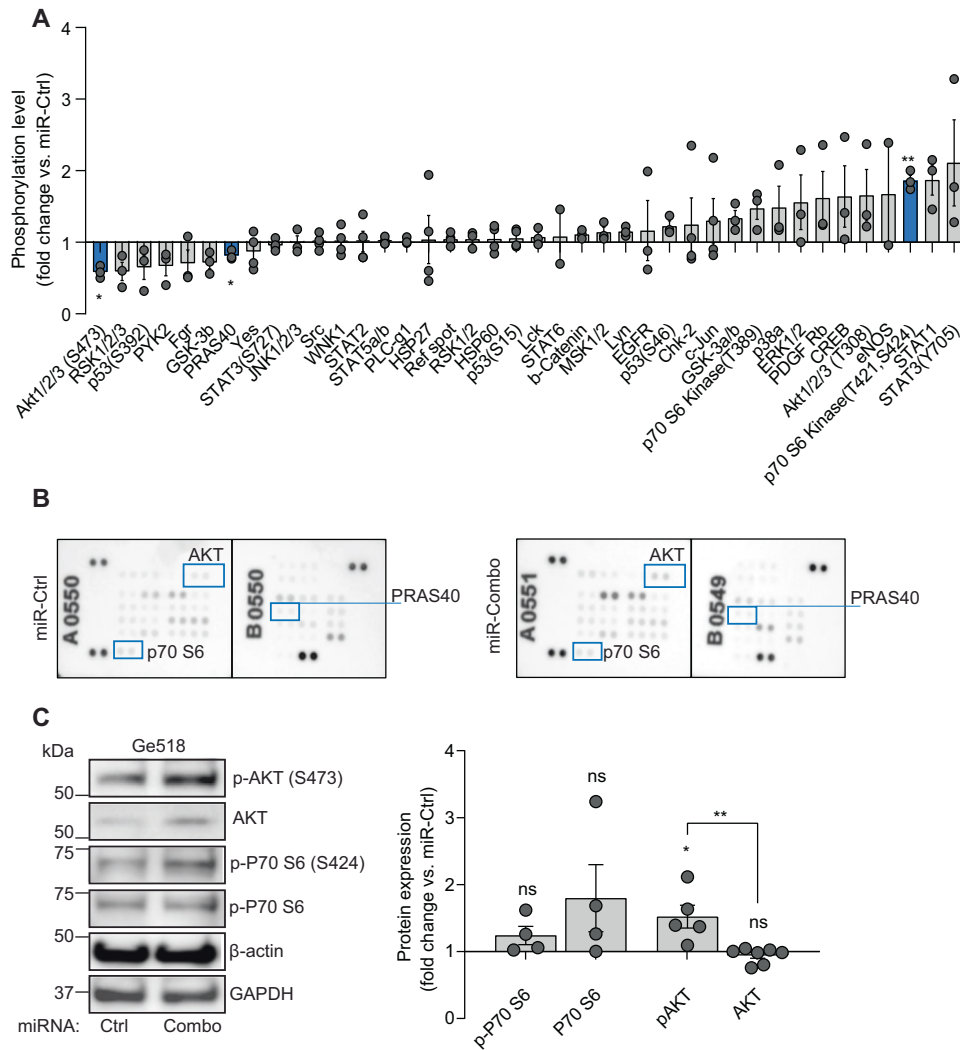 A
Phosphorylation level
(fold change vs. miR-Ctrl)
4
3
2
1
0
*
*
**
Akt1/2/3 (S473)
RSK1/2/3
p53(S392)
PYK2
Fgr
GSK-3b
PRAS40
Yes
STAT3(S727)
JNK1/2/3
Src
WNK1
STAT2
STAT5a/b
PLC-g1
HSP27
Ref spot
RSK1/2
HSP60
p53(S15)
Lck
STAT6
b-Catenin
MSK1/2
Lyn
EGFR
p53(S46)
Chk-2
c-Jun
GSK-3a/b
p70 S6 Kinase(T389)
p38a
ERK1/2
PDGF Rb
CREB
Akt1/2/3 (T308)
eNOS
p70 S6 Kinase(T421,S424)
STAT1
STAT3(Y705)
B
miR-Ctrl
A0550
AKT
p70 S6
B0550
PRAS40
miR-Combo
A0551
AKT
p70 S6
B0549
PRAS40
C
kDa
Ge518
50
p-AKT (S473)
50
AKT
75
p-P70 S6 (S424)
75
p-P70 S6
50
β-actin
37
GAPDH
miRNA: Ctrl Combo
Protein expression
(fold change vs. miR-Ctrl)
4
3
2
1
0
ns
ns
*
**
ns
p-P70 S6
P70 S6
pAKT
AKT